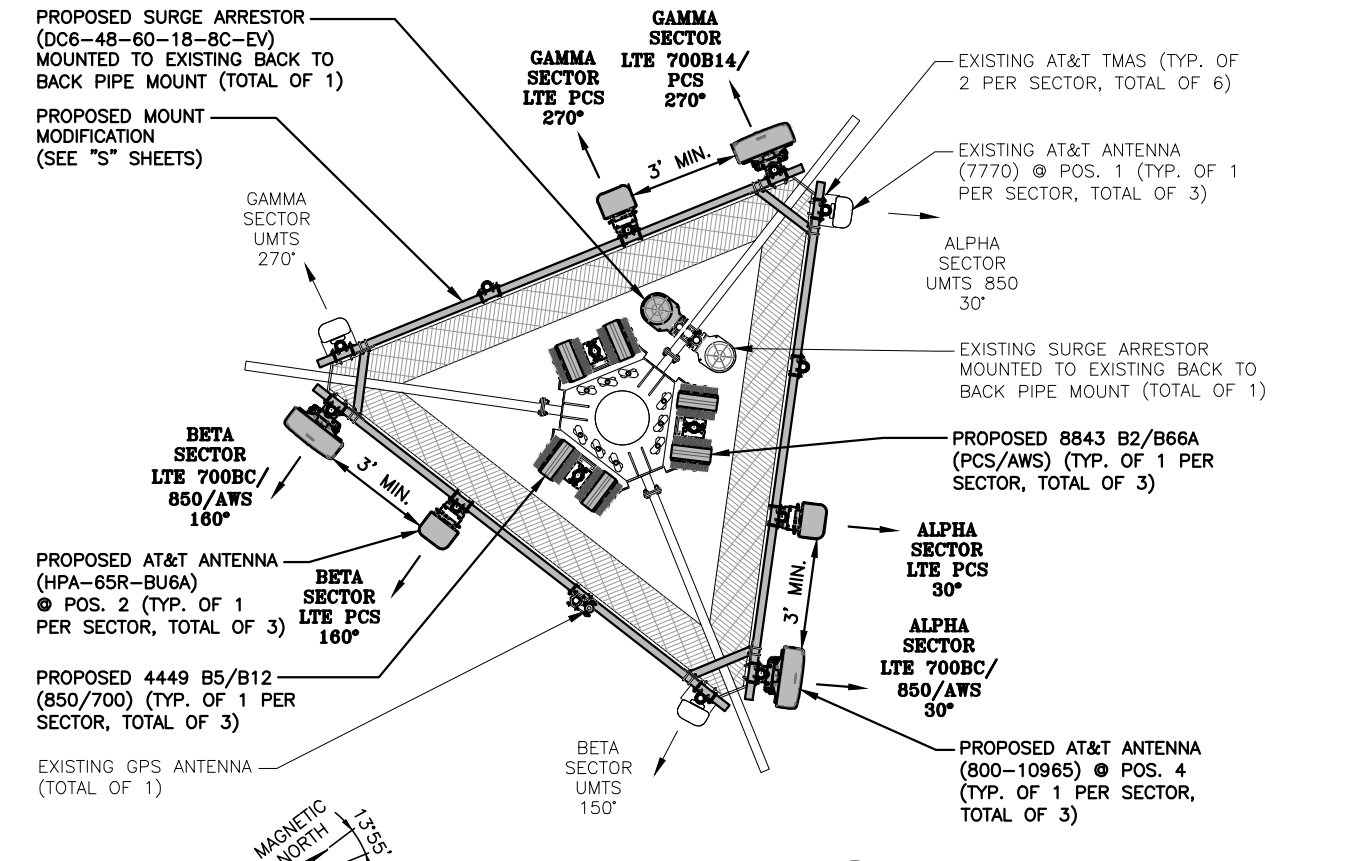 PROPOSED SURGE ARRESTOR
(DC6-48-60-18-8C-EV)
MOUNTED TO EXISTING BACK TO
BACK PIPE MOUNT (TOTAL OF 1)
PROPOSED MOUNT
MODIFICATION
(SEE "S" SHEETS)
GAMMA
SECTOR
UMTS
270°
GAMMA
SECTOR
LTE PCS
270°
GAMMA
SECTOR
LTE 700B14/
PCS
270°
3' MIN.
EXISTING AT&T TMAS (TYP. OF
2 PER SECTOR, TOTAL OF 6)
EXISTING AT&T ANTENNA
(7770) @ POS. 1 (TYP. OF 1
PER SECTOR, TOTAL OF 3)
ALPHA
SECTOR
UMTS 850
30°
EXISTING SURGE ARRESTOR
MOUNTED TO EXISTING BACK TO
BACK PIPE MOUNT (TOTAL OF 1)
PROPOSED 8843 B2/B66A
(PCS/AWS) (TYP. OF 1 PER
SECTOR, TOTAL OF 3)
BETA
SECTOR
LTE 700BC/
850/AWS
160°
3' MIN.
PROPOSED AT&T ANTENNA
(HPA-65R-BU6A)
@ POS. 2 (TYP. OF 1
PER SECTOR, TOTAL OF 3)
BETA
SECTOR
LTE PCS
160°
ALPHA
SECTOR
LTE PCS
30°
3' MIN.
ALPHA
SECTOR
LTE 700BC/
850/AWS
30°
PROPOSED 4449 B5/B12
(850/700) (TYP. OF 1 PER
SECTOR, TOTAL OF 3)
EXISTING GPS ANTENNA
(TOTAL OF 1)
BETA
SECTOR
UMTS
150°
PROPOSED AT&T ANTENNA
(800-10965) @ POS. 4
(TYP. OF 1 PER SECTOR,
TOTAL OF 3)
MAGNETIC
NORTH
13°55'